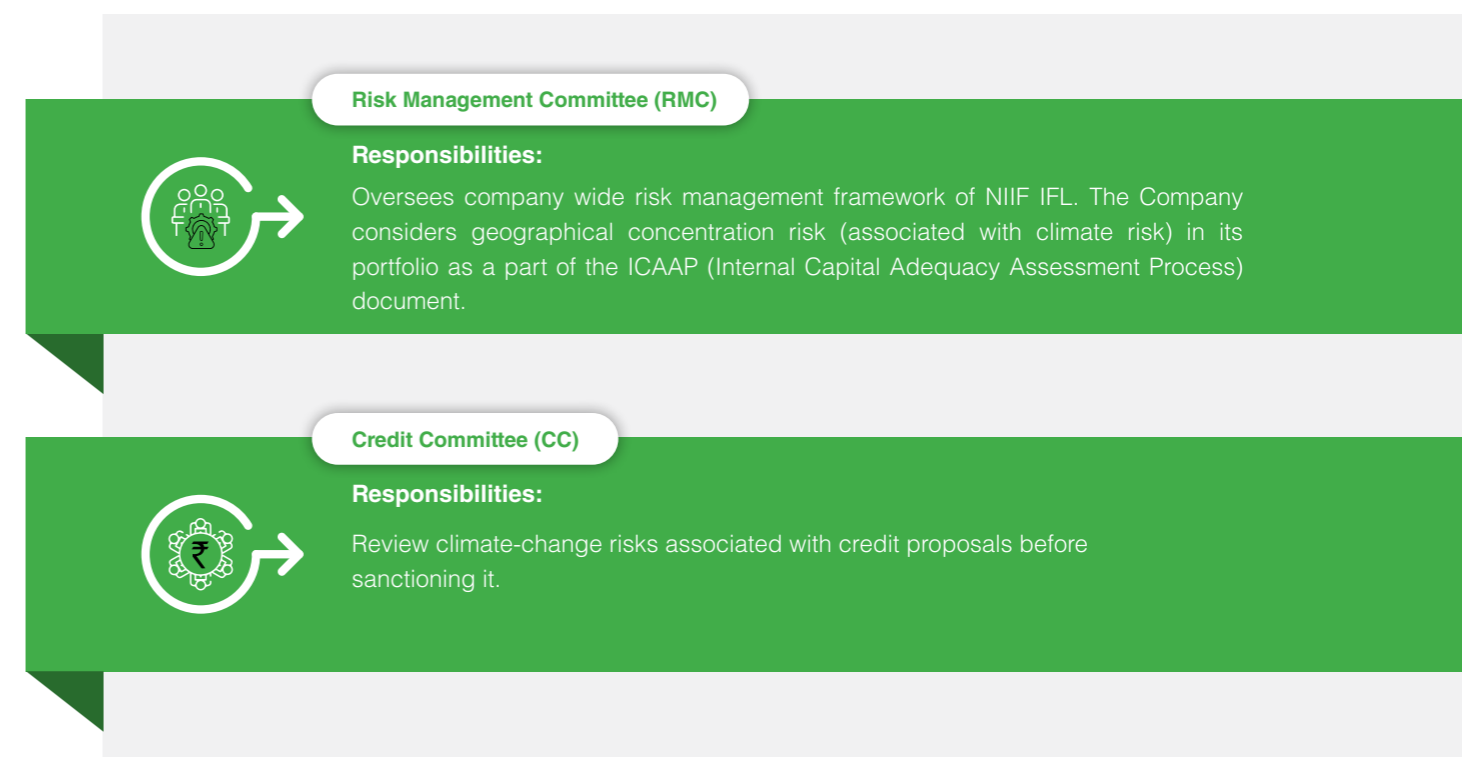 Risk Management Committee (RMC)
Responsibilities:
Oversees company wide risk management framework of NIIF IFL. The Company
considers geographical concentration risk (associated with climate risk) in its
portfolio as a part of the ICAAP (Internal Capital Adequacy Assessment Process)
document.
Credit Committee (CC)
Responsibilities:
₹
Review climate-change risks associated with credit proposals before
sanctioning it.